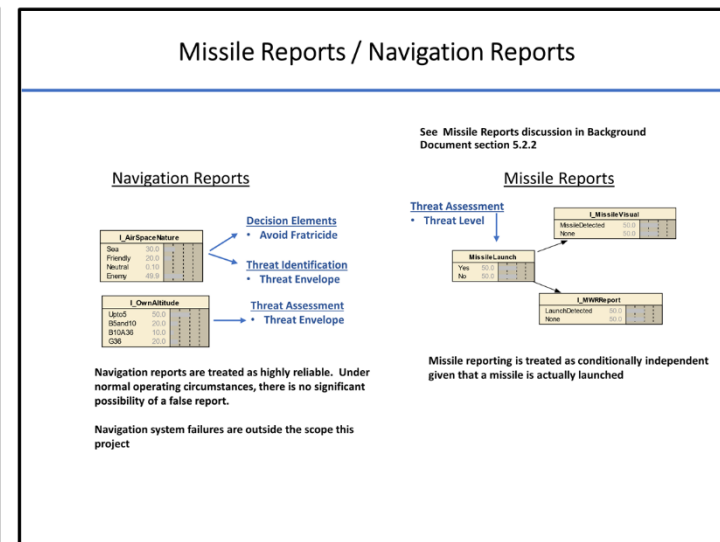 Missile Reports / Navigation Reports
See Missile Reports discussion in Background
Document section 5.2.2
Navigation Reports
I_AirSpaceNature
Sea 30.0
Friendly 20.0
Neutral 0.10
Enemy 49.9
Decision Elements
• Avoid Fratricide
Threat Identification
• Threat Envelope
I_OwnAltitude
Upto5 50.0
B5and10 20.0
B10A36 10.0
G36 20.0
Threat Assessment
• Threat Envelope
Navigation reports are treated as highly reliable. Under
normal operating circumstances, there is no significant
possibility of a false report.
Navigation system failures are outside the scope this
project
Missile Reports
Threat Assessment
• Threat Level
I_MissileVisual
MissileDetected 50.0
None 50.0
MissileLaunch
Yes 50.0
No 50.0
I_MWRReport
LaunchDetected 50.0
None 50.0
Missile reporting is treated as conditionally independent
given that a missile is actually launched